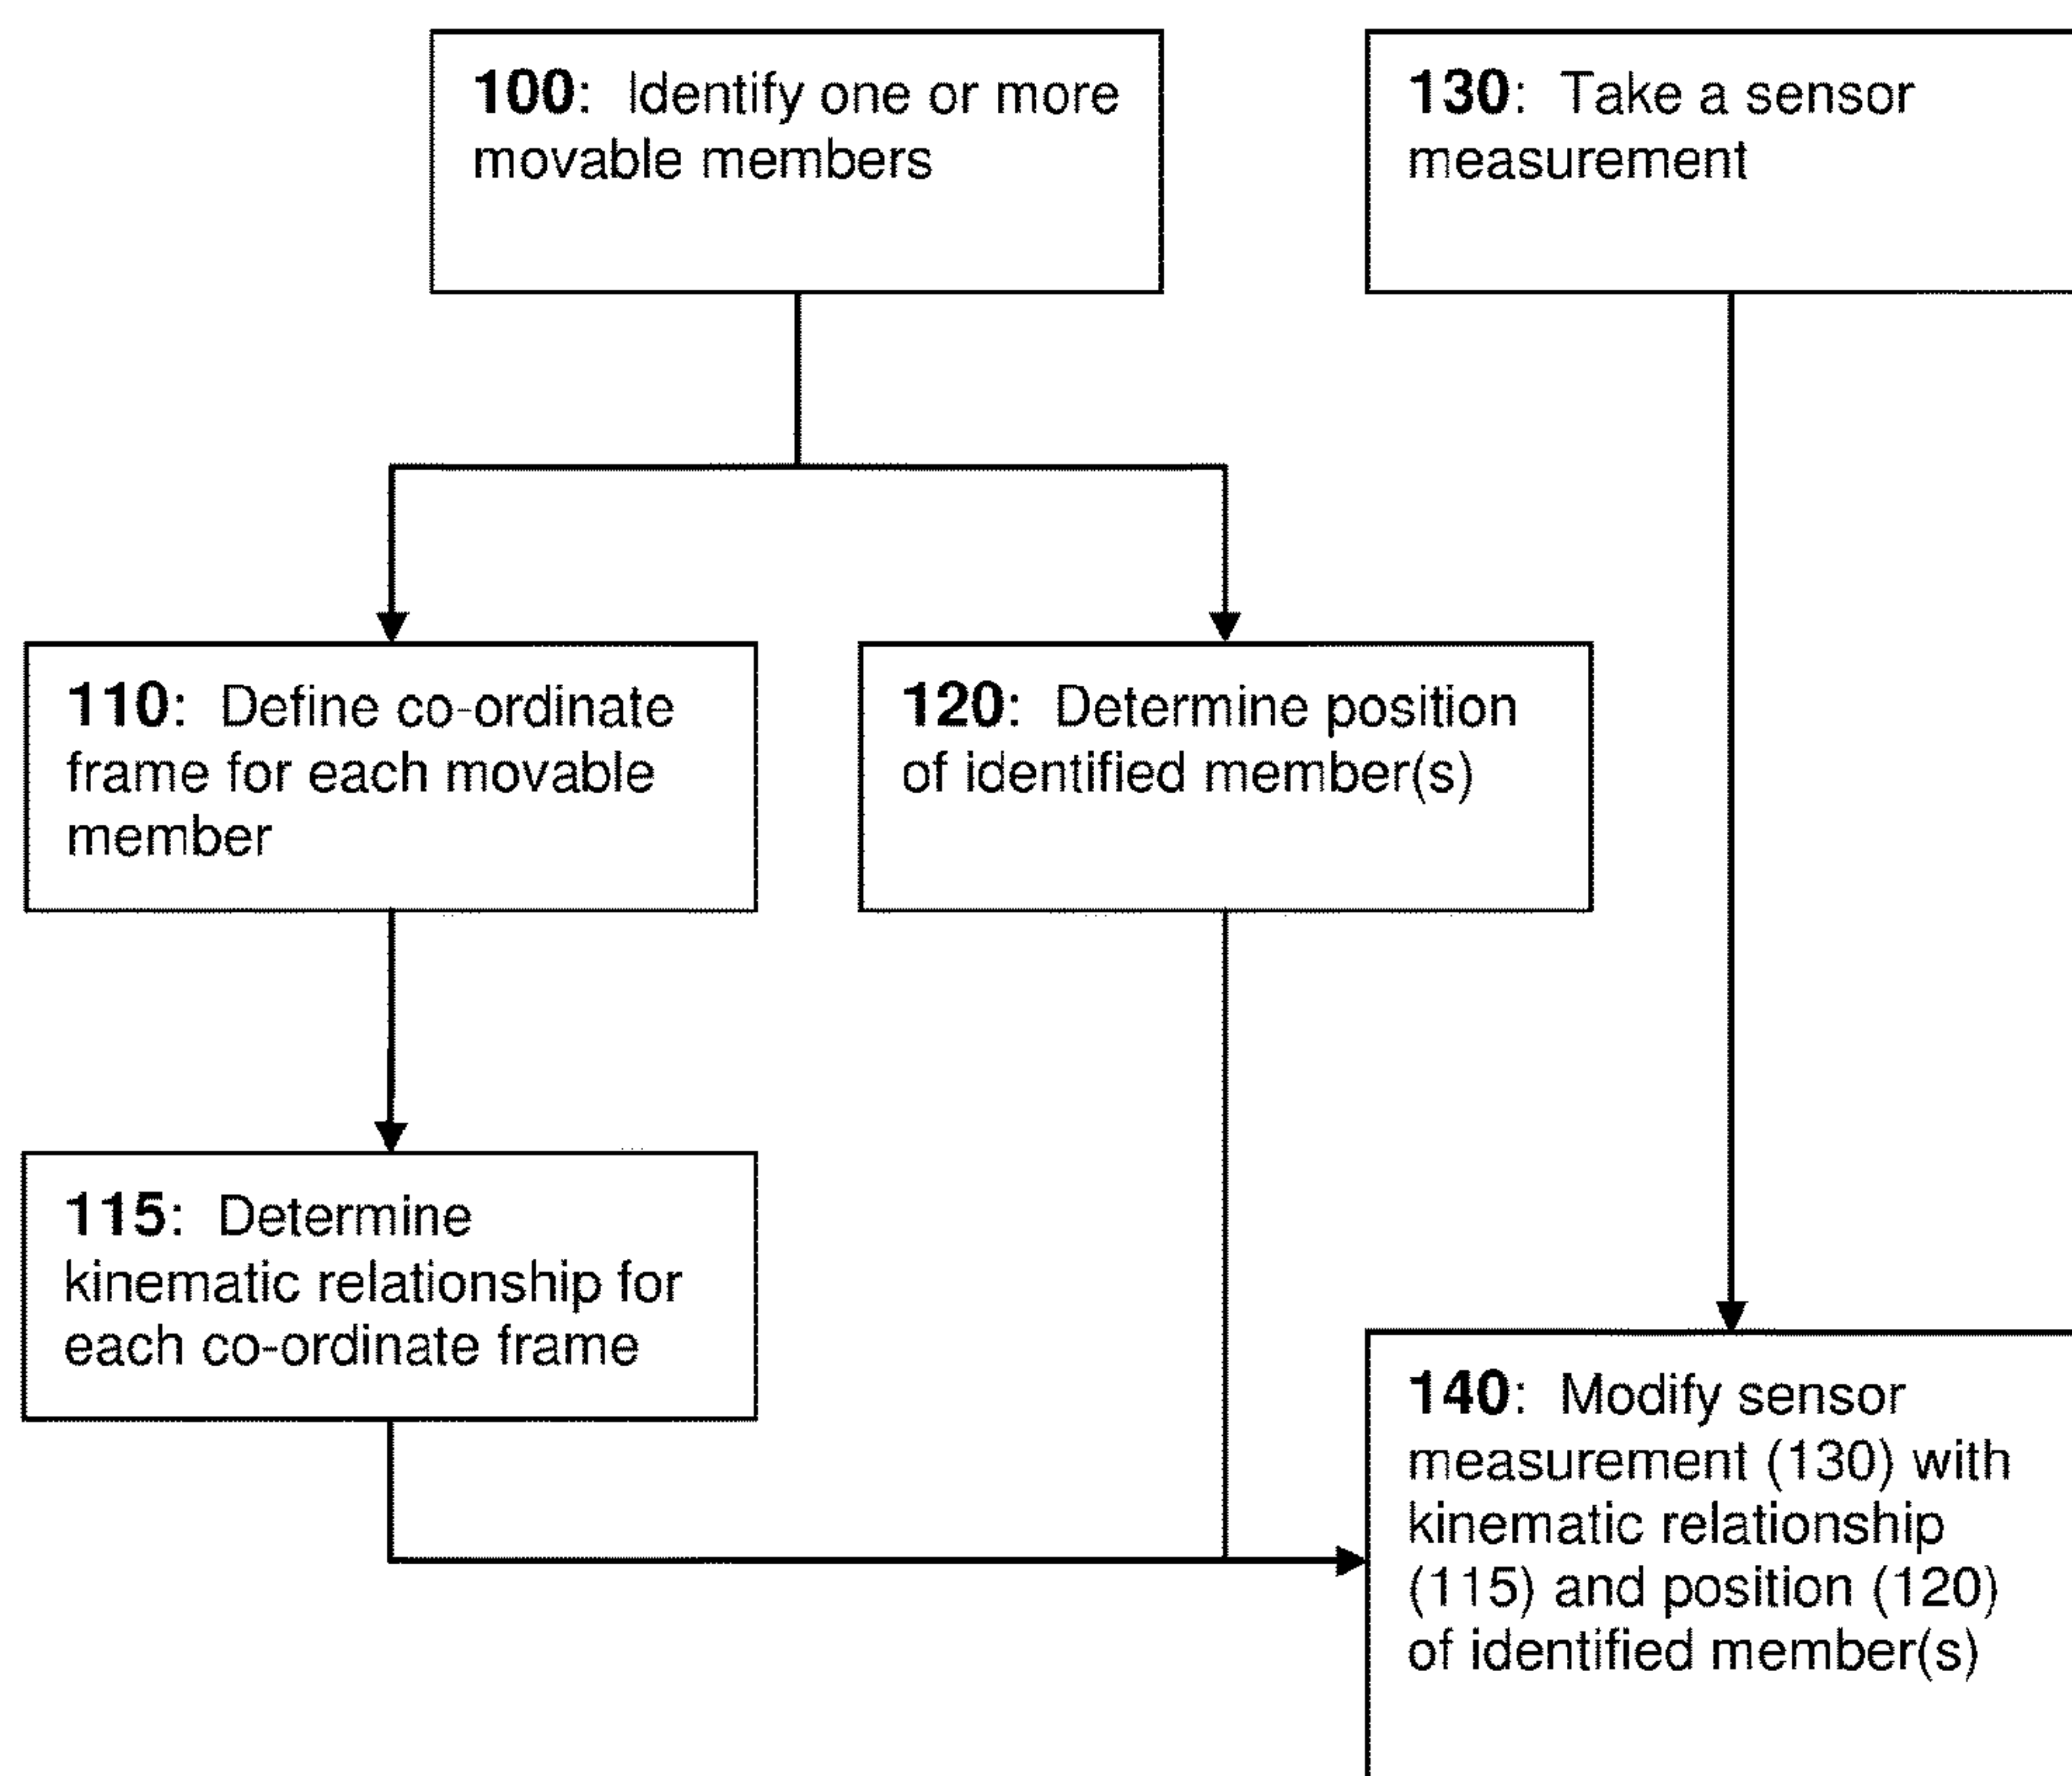 100: Identify one or more
movable members
130: Take a sensor
measurement
110: Define co-ordinate
frame for each movable
member
120: Determine position
of identified member(s)
115: Determine
kinematic relationship for
each co-ordinate frame
140: Modify sensor
measurement (130) with
kinematic relationship
(115) and position (120)
of identified member(s)